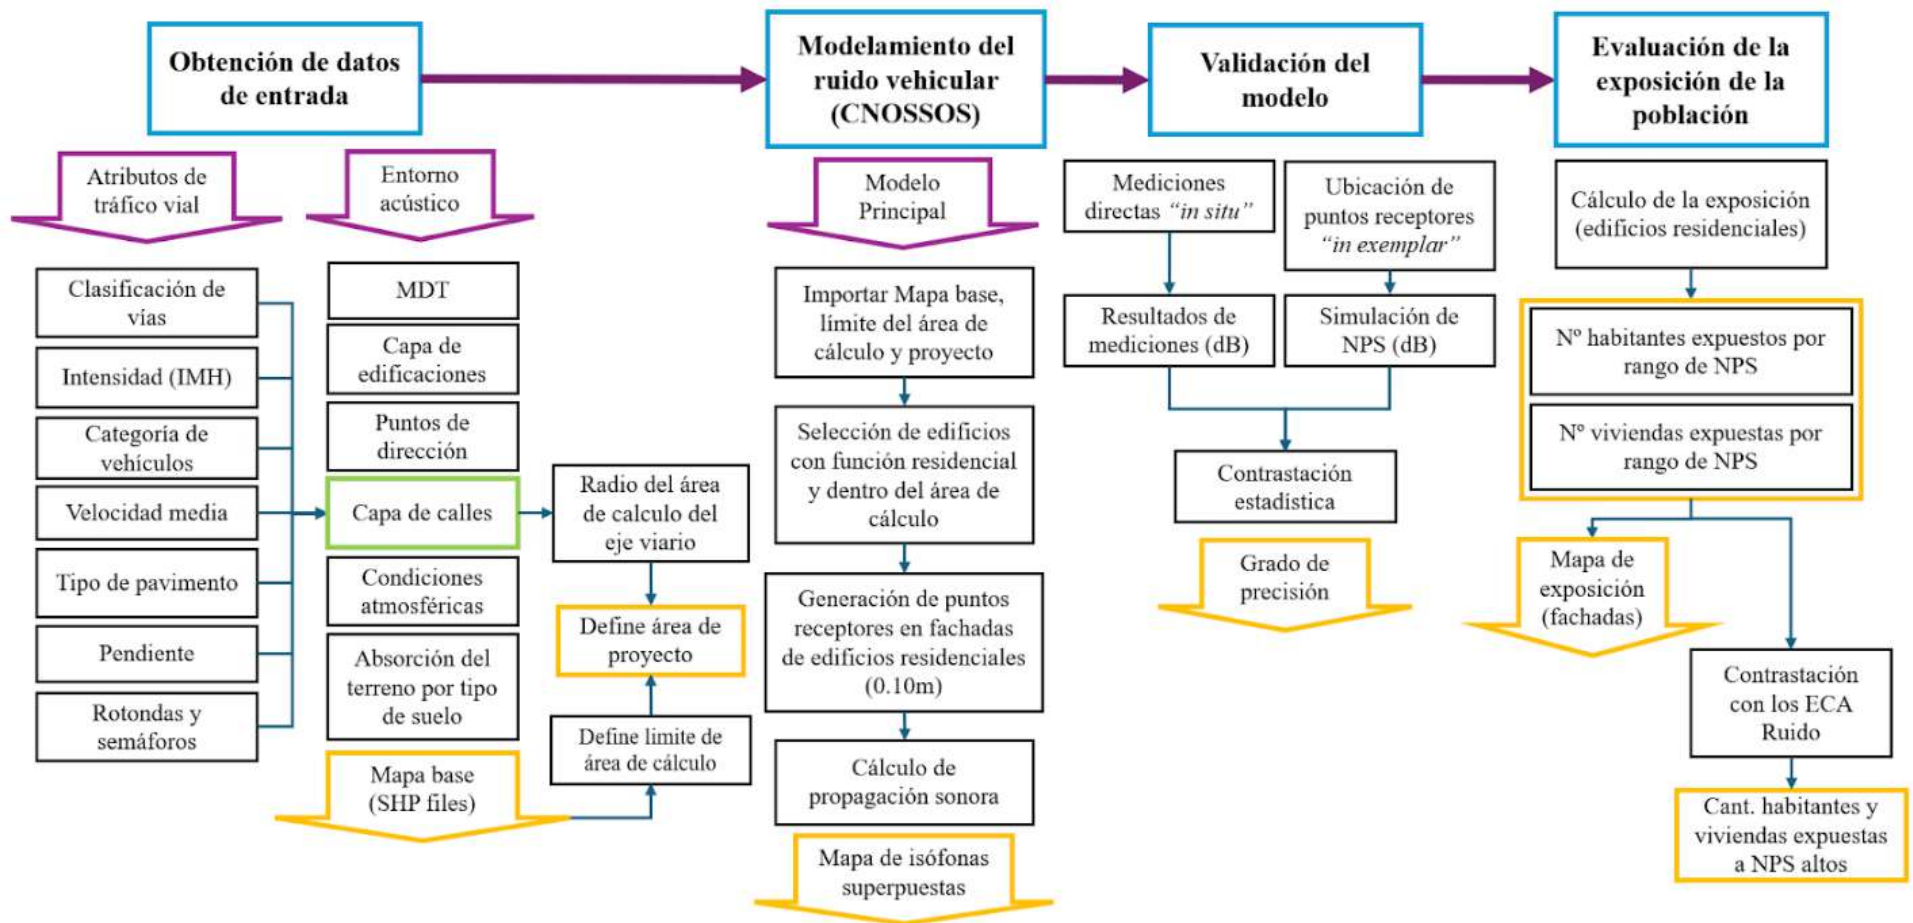 Obtención de datos
de entrada
Modelamiento del
ruido vehicular
(CNOSSOS)
Validación del
modelo
Evaluación de la
exposición de la
población
Atributos de
tráfico vial
Clasificación de
vías
Intensidad (IMH)
Categoría de
vehículos
Velocidad media
Tipo de pavimento
Pendiente
Rotondas y
semáforos
Entorno
acústico
MDT
Capa de
edificaciones
Puntos de
dirección
Capa de calles
Condiciones
atmosféricas
Absorción del
terreno por tipo
de suelo
Mapa base
(SHP files)
Radio del área
de calculo del
eje viario
Define área de
proyecto
Define limite de
área de cálculo
Modelo
Principal
Importar Mapa base,
límite del área de
cálculo y proyecto
Selección de edificios
con función residencial
y dentro del área de
cálculo
Generación de puntos
receptores en fachadas
de edificios residenciales
(0.10m)
Cálculo de
propagación sonora
Mapa de isófonas
superpuestas
Mediciones
directas “in situ”
Resultados de
mediciones (dB)
Ubicación de
puntos receptores
“in exemplar”
Simulación de
NPS (dB)
Contrastación
estadística
Grado de
precisión
Cálculo de la exposición
(edificios residenciales)
Nº habitantes expuestos por
rango de NPS
Nº viviendas expuestas por
rango de NPS
Mapa de
exposición
(fachadas)
Contrastación
con los ECA
Ruido
Cant. habitantes y
viviendas expuestas
a NPS altos